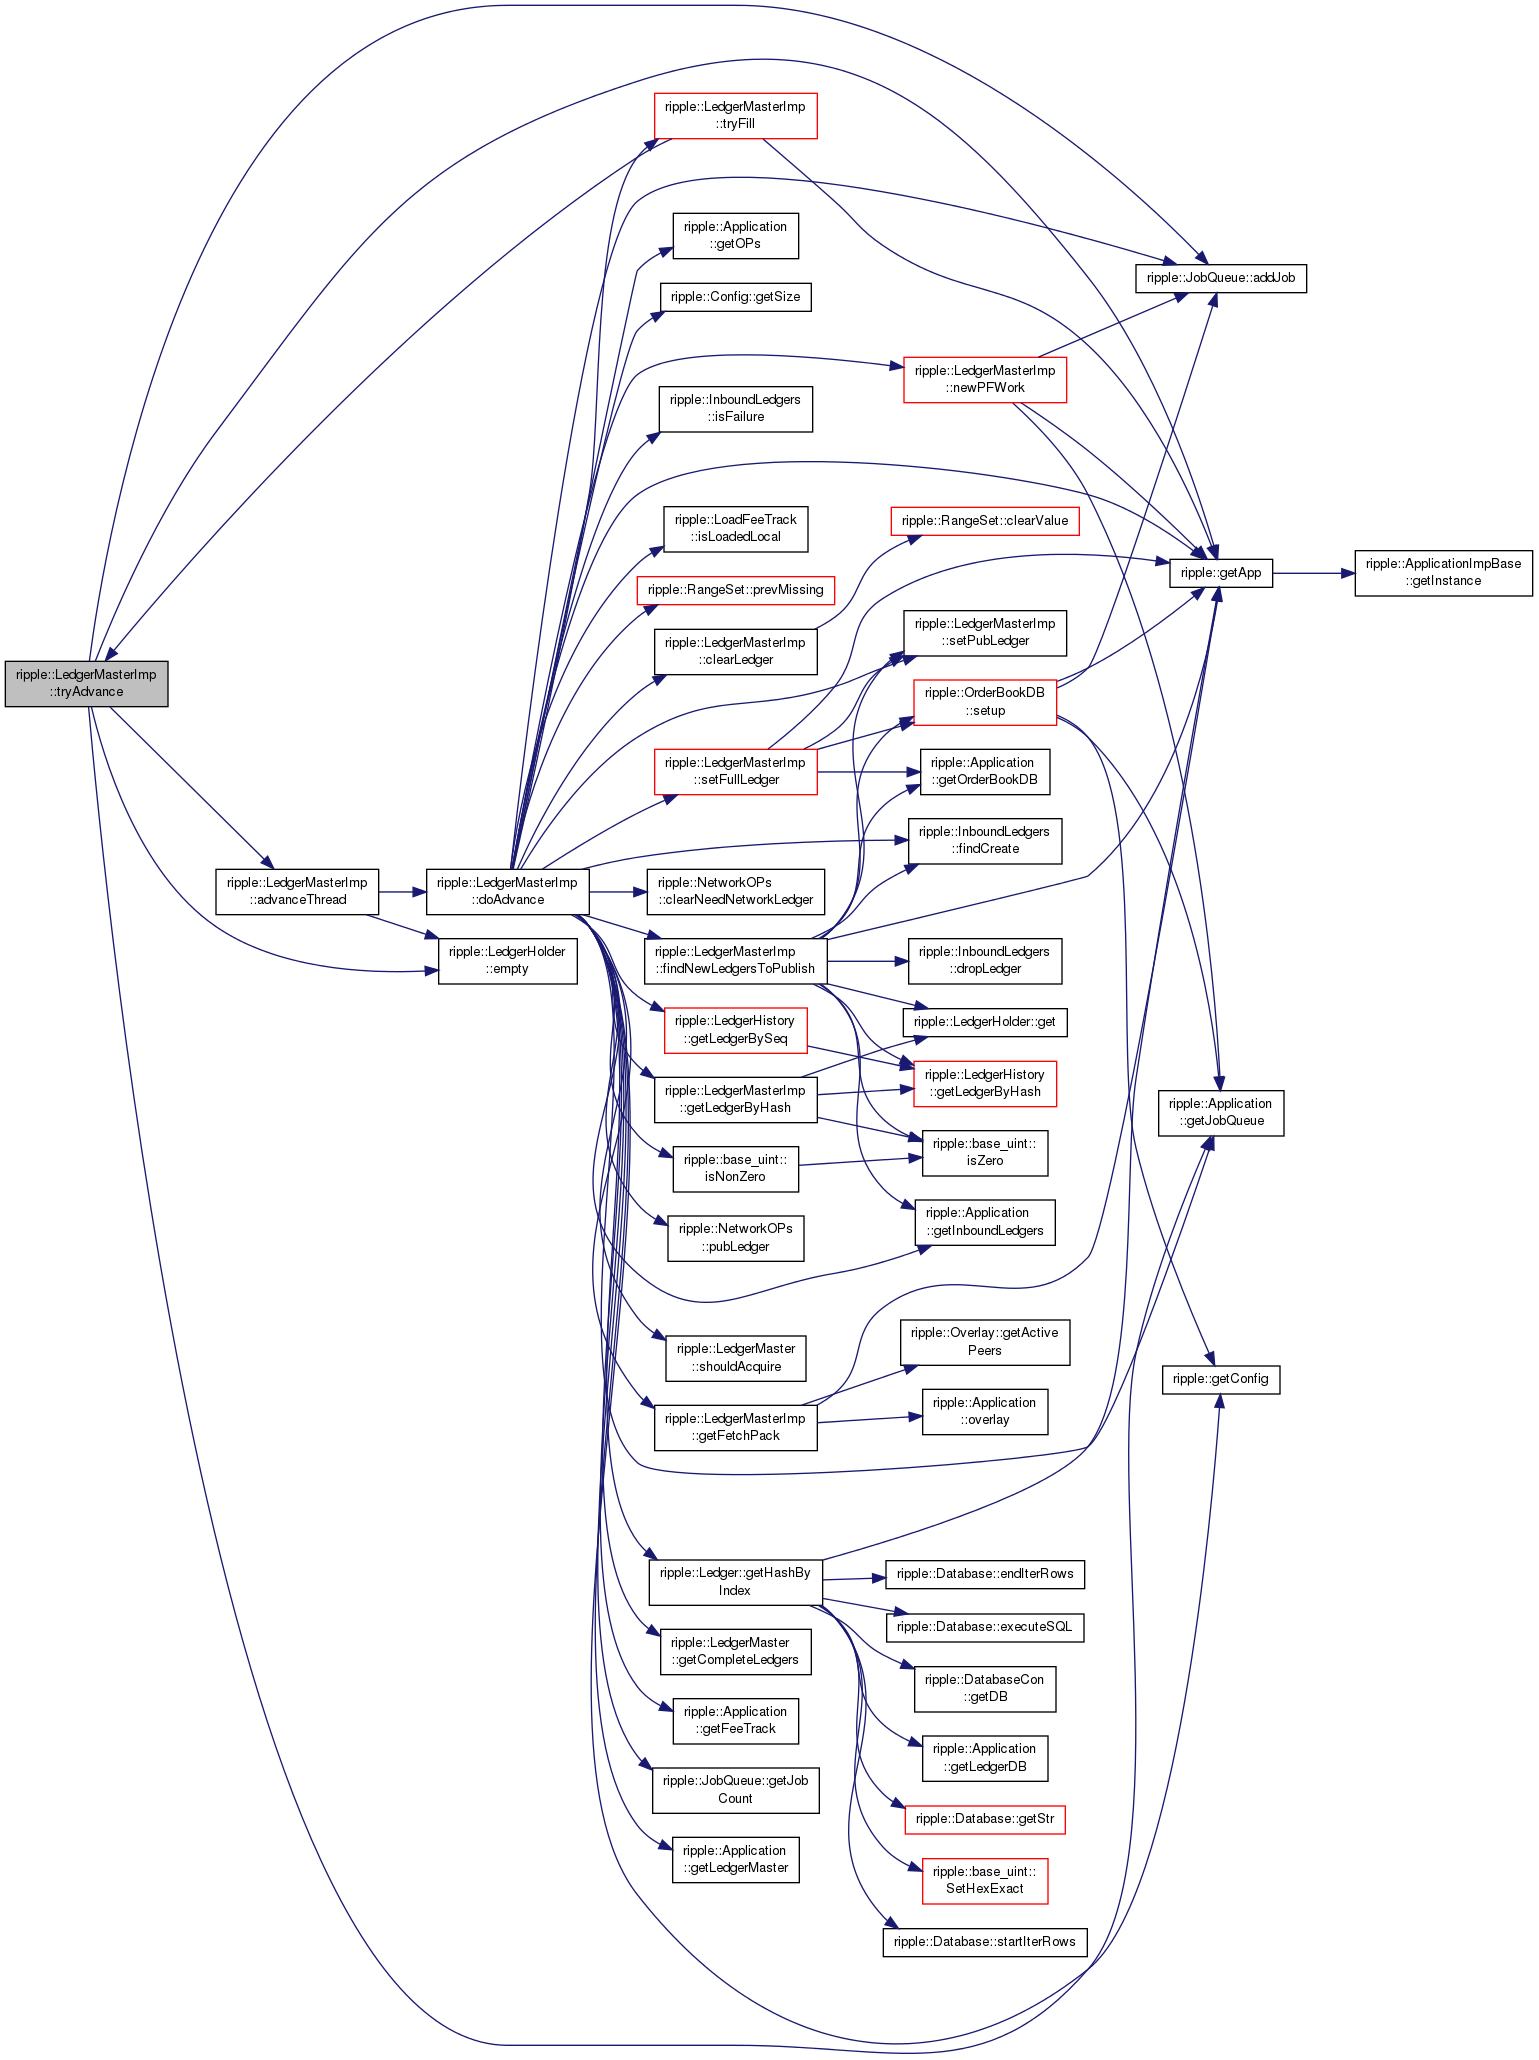 ripple::LedgerMasterImp
::tryFill
ripple::Application
::getOPs
ripple::JobQueue::addJob
ripple::Config::getSize
ripple::LedgerMasterImp
::newPFWork
ripple::InboundLedgers
::isFailure
ripple::LoadFeeTrack
::isLoadedLocal
ripple::RangeSet::clearValue
ripple::getApp
ripple::ApplicationImpBase
::getInstance
ripple::RangeSet::prevMissing
ripple::LedgerMasterImp
::setPubLedger
ripple::LedgerMasterImp
::clearLedger
ripple::LedgerMasterImp
::tryAdvance
ripple::OrderBookDB
::setup
ripple::LedgerMasterImp
::setFullLedger
ripple::Application
::getOrderBookDB
ripple::InboundLedgers
::findCreate
ripple::LedgerMasterImp
::advanceThread
ripple::LedgerMasterImp
::doAdvance
ripple::NetworkOPs
::clearNeedNetworkLedger
ripple::LedgerHolder
::empty
ripple::LedgerMasterImp
::findNewLedgersToPublish
ripple::InboundLedgers
::dropLedger
ripple::LedgerHistory
::getLedgerBySeq
ripple::LedgerHolder::get
ripple::LedgerHistory
::getLedgerByHash
ripple::LedgerMasterImp
::getLedgerByHash
ripple::Application
::getJobQueue
ripple::base_uint::
isZero
ripple::base_uint::
isNonZero
ripple::Application
::getInboundLedgers
ripple::NetworkOPs
::pubLedger
ripple::Overlay::getActive
Peers
ripple::LedgerMaster
::shouldAcquire
ripple::getConfig
ripple::Application
::overlay
ripple::LedgerMasterImp
::getFetchPack
ripple::Ledger::getHashBy
Index
ripple::Database::endIterRows
ripple::Database::executeSQL
ripple::LedgerMaster
::getCompleteLedgers
ripple::DatabaseCon
::getDB
ripple::Application
::getFeeTrack
ripple::Application
::getLedgerDB
ripple::JobQueue::getJob
Count
ripple::Database::getStr
ripple::Application
::getLedgerMaster
ripple::base_uint::
SetHexExact
ripple::Database::startIterRows